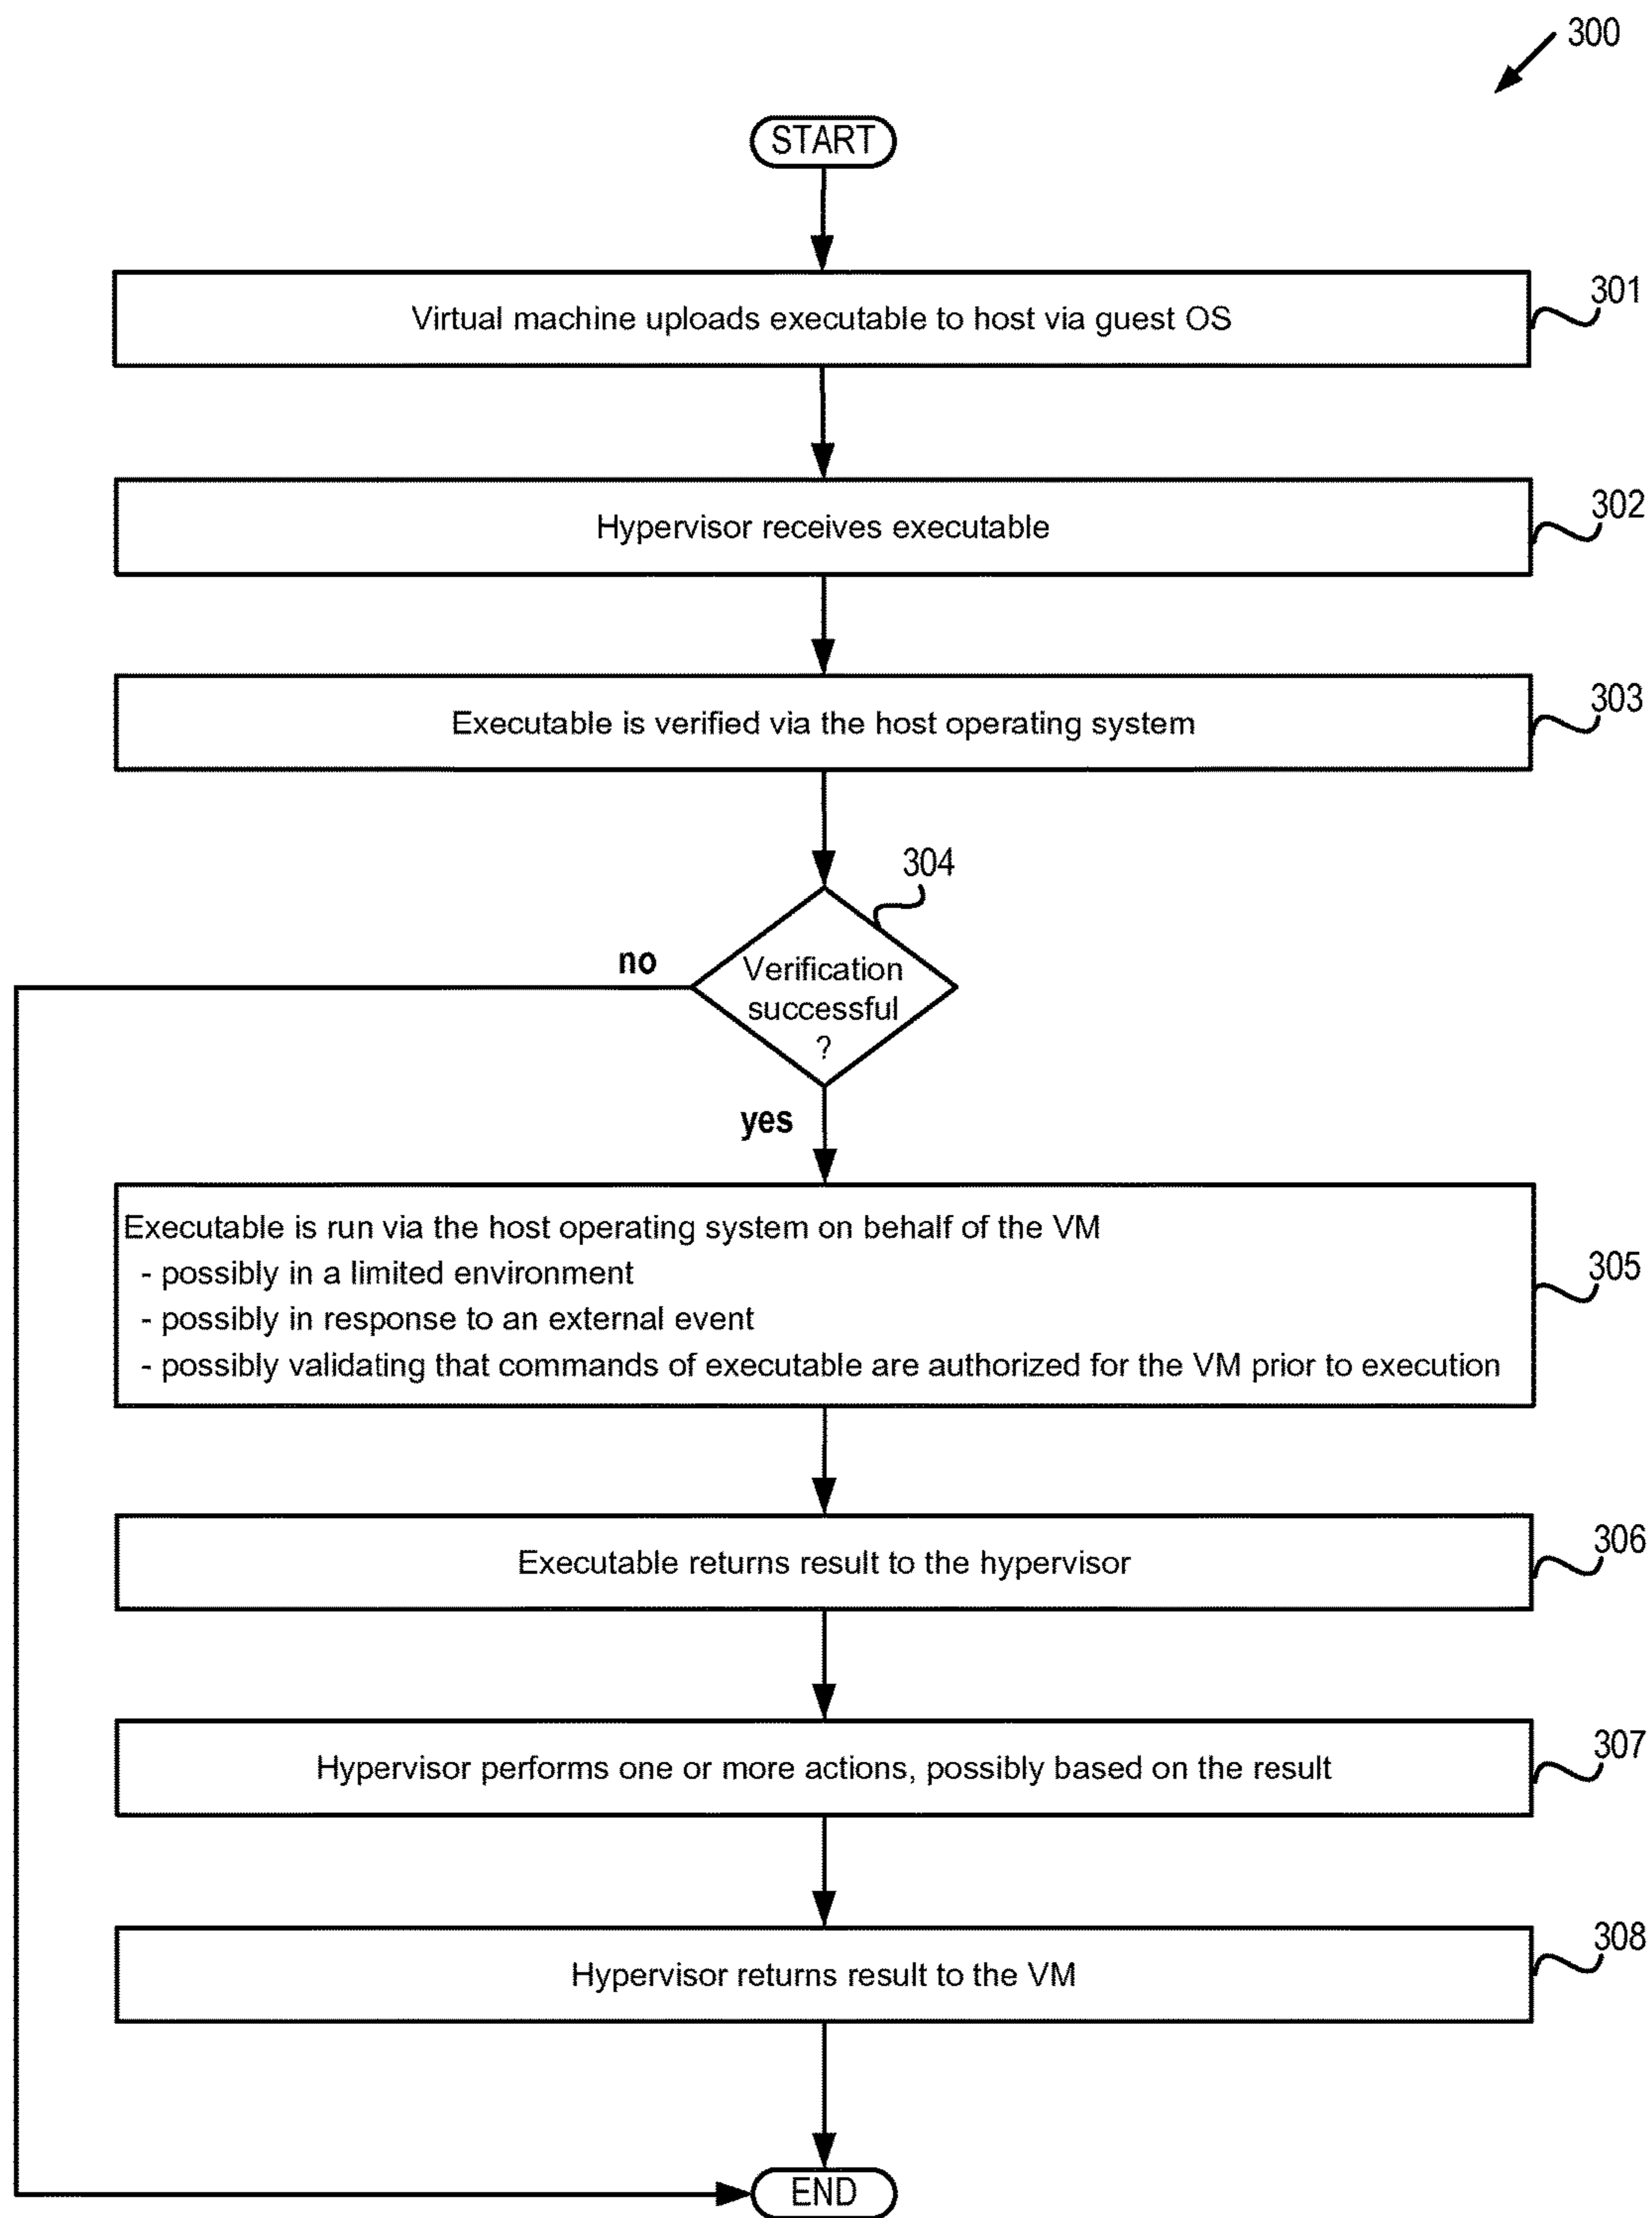 300
START
Virtual machine uploads executable to host via guest OS
301
Hypervisor receives executable
302
Executable is verified via the host operating system
303
304
Verification
successful
?
no
yes
Executable is run via the host operating system on behalf of the VM
- possibly in a limited environment
- possibly in response to an external event
- possibly validating that commands of executable are authorized for the VM prior to execution
305
Executable returns result to the hypervisor
306
Hypervisor performs one or more actions, possibly based on the result
307
Hypervisor returns result to the VM
308
END